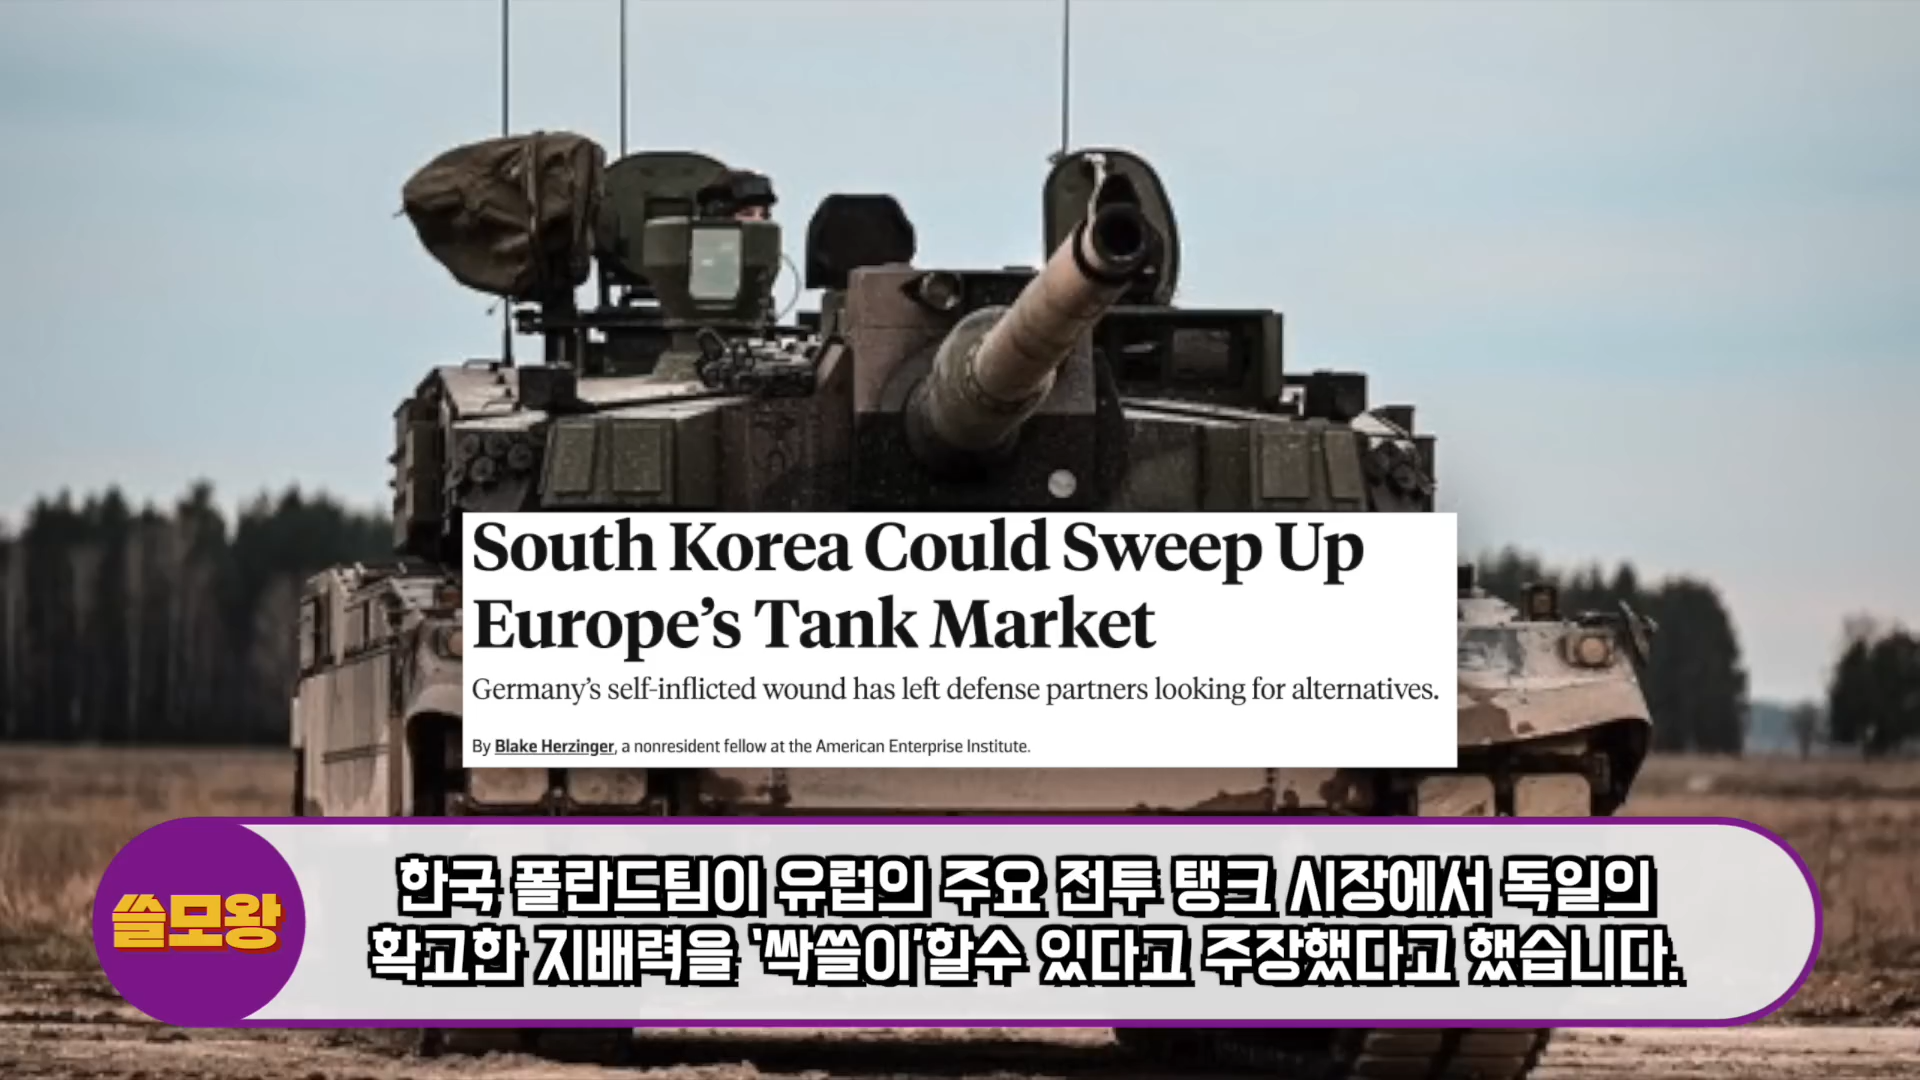 South Korea Could Sweep Up
Europe’s Tank Market
Germany’s self-inflicted wound has left defense partners looking for alternatives.
By Blake Herzinger, a nonresident fellow at the American Enterprise Institute.
쓸모왕
한국 폴란드팀이 유럽의 주요 전투 탱크 시장에서 독일의
확고한 지배력을 ‘싹쓸이’할수 있다고 주장했다고 했습니다.